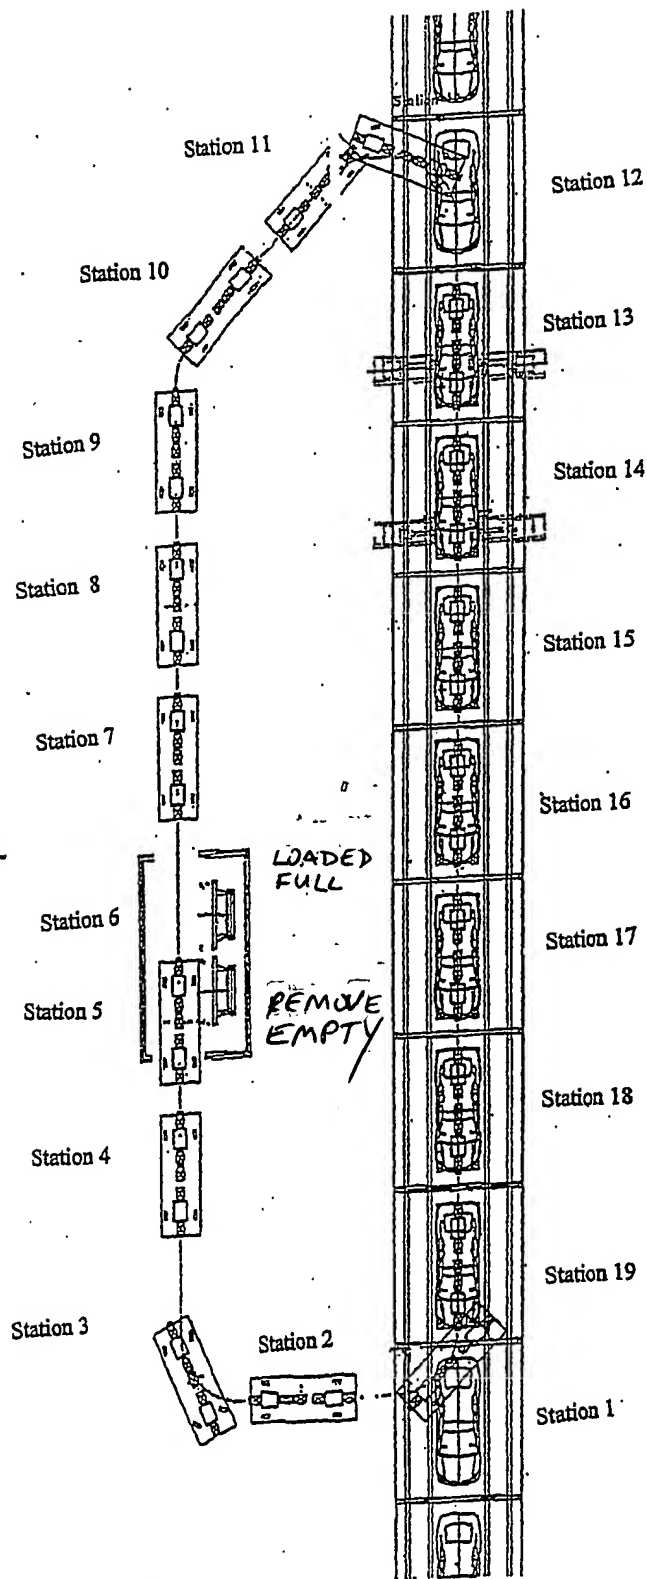 Station
Station 11
Station 12
Station 10
Station 13
Station 9
Station 14
Station 8
Station 15
Station 7
Station 16
LOADED
FULL
Station 6
Station 17
Station 5
REMOVE
EMPTY
Station 18
Station 4
Station 19
Station 3
Station 2
Station 1